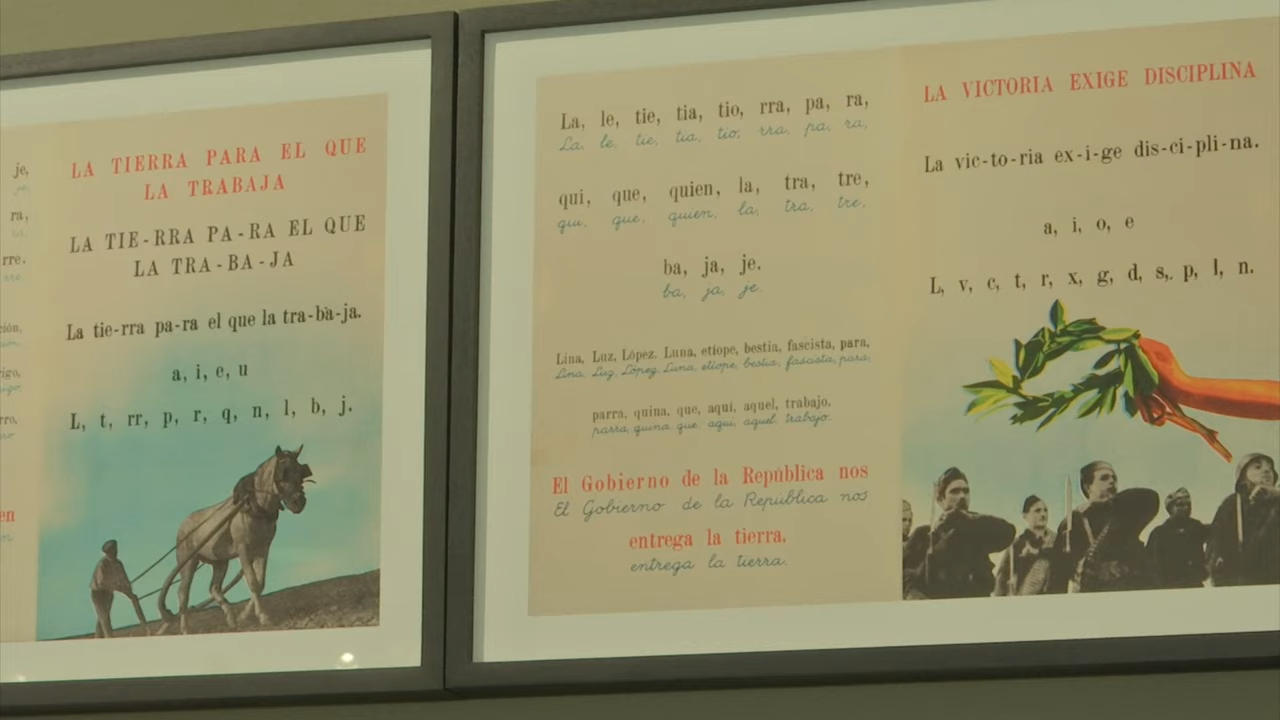 je,
ra,
rre.
LA TIERRA PARA EL QUE
LA TRABAJA
LA TIE-RRA PA-RA EL QUE
LA TRA-BA-JA
La tie-rra pa-ra el que la tra-ba-ja.
a, i, e, u
L, t, rr, p, r, q, n, l, b, j.
La, le, tie, tia, tio, rra, pa, ra,
La, le, tie, tia, tio, rra, pa, ra,
qui, que, quien, la, tra, tre,
qui, que, quien, la, tra, tre,
ba, ja, je.
ba, ja, je.
Lina, Luz, López, Luna, etíope, bestia, fascista, para,
Lina, Luz, López, Luna, etíope, bestia, fascista, para,
parra, quina, que, aquí, aquel, trabajo.
parra, quina, que, aquí, aquel, trabajo.
El Gobierno de la República nos
El Gobierno de la República nos
entrega la tierra.
entrega la tierra.
LA VICTORIA EXIGE DISCIPLINA
La vic-to-ria ex-i-ge dis-ci-pli-na.
a, i, o, e
L, v, c, t, r, x, g, d, s, p, l, n.